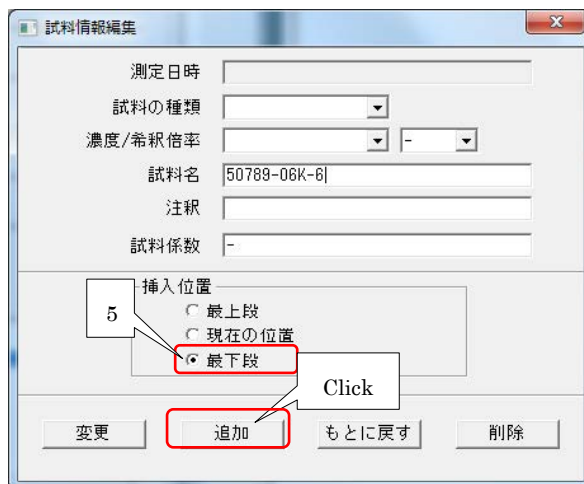 試料情報編集
測定日時
試料の種類
濃度/希釈倍率 -
試料名 50789-06K-6
注釈
試料係数 -
挿入位置
5
最上段
現在の位置
最下段
Click
変更 追加 もとに戻す 削除